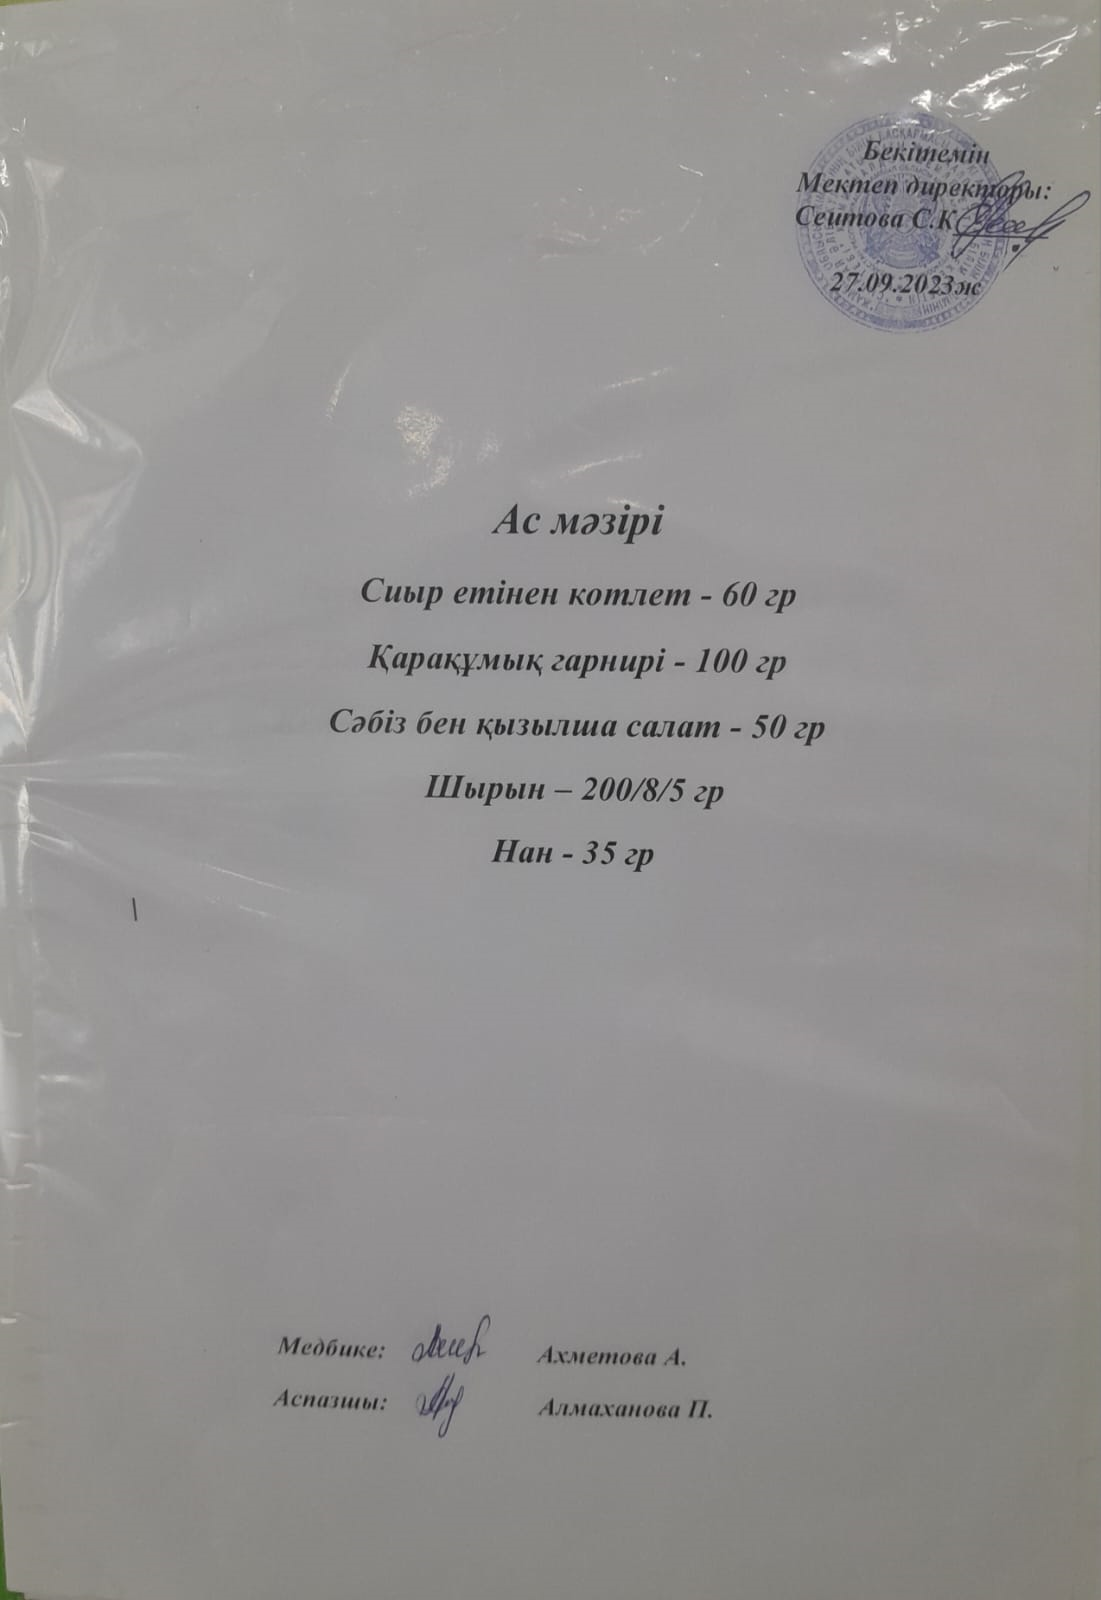 Бекітемін
Мектеп директоры:
Сеитова С.К
27.09.2023ж
Ас мәзірі
Сиыр етінен котлет - 60 гр
Қарақұмық гарнирі - 100 гр
Сәбіз бен қызылша салат - 50 гр
Шырын – 200/8/5 гр
Нан - 35 гр
Медбике: Ахметова А.
Аспазшы: Алмаханова П.